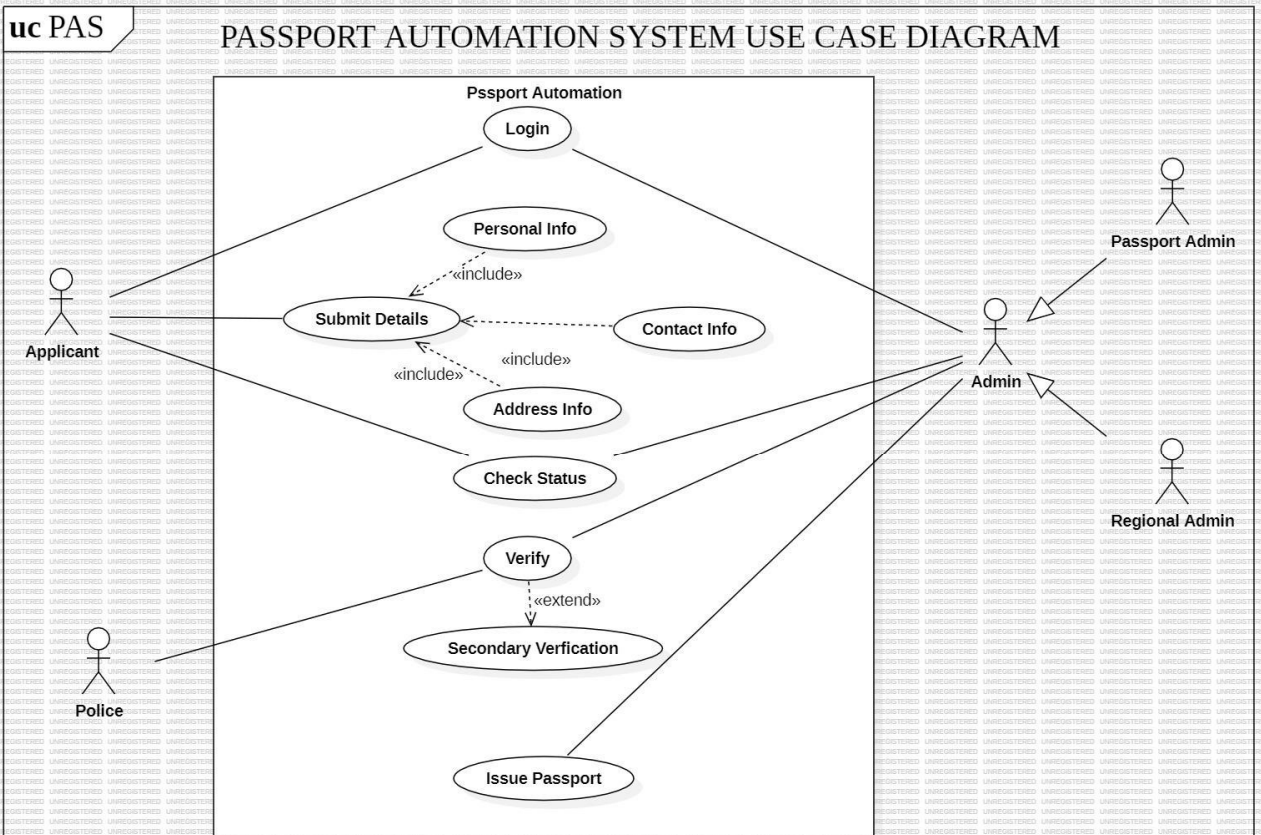 uc PAS
PASSPORT AUTOMATION SYSTEM USE CASE DIAGRAM
Pssport Automation
Login
Personal Info
«include»
Submit Details
Contact Info
«include»
«include»
Address Info
Check Status
Verify
«extend»
Secondary Verfication
Issue Passport
Applicant
Police
Admin
Passport Admin
Regional Admin
UNREGISTERED